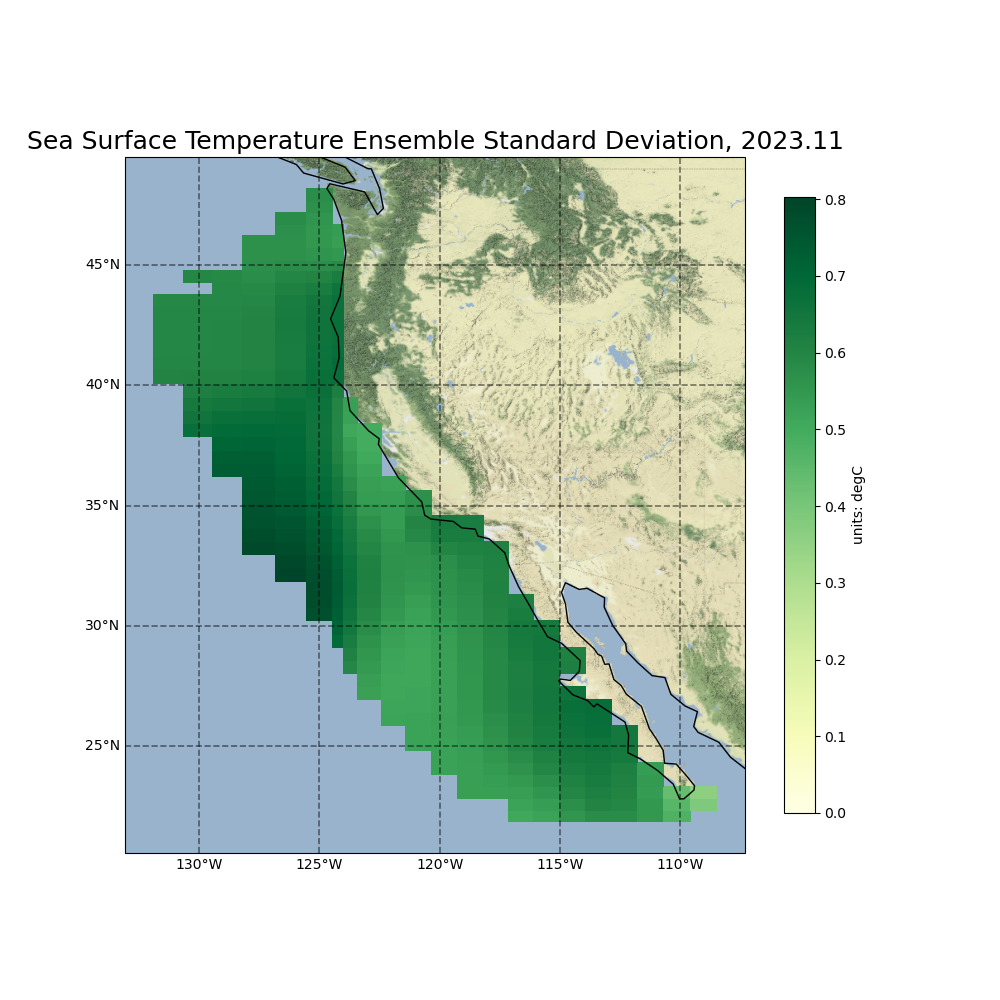 Sea Surface Temperature Ensemble Standard Deviation, 2023.11
45°N
40°N
35°N
30°N
25°N
130°W
125°W
120°W
115°W
110°W
0.8
0.7
0.6
0.5
0.4
0.3
0.2
0.1
0.0
units: degC